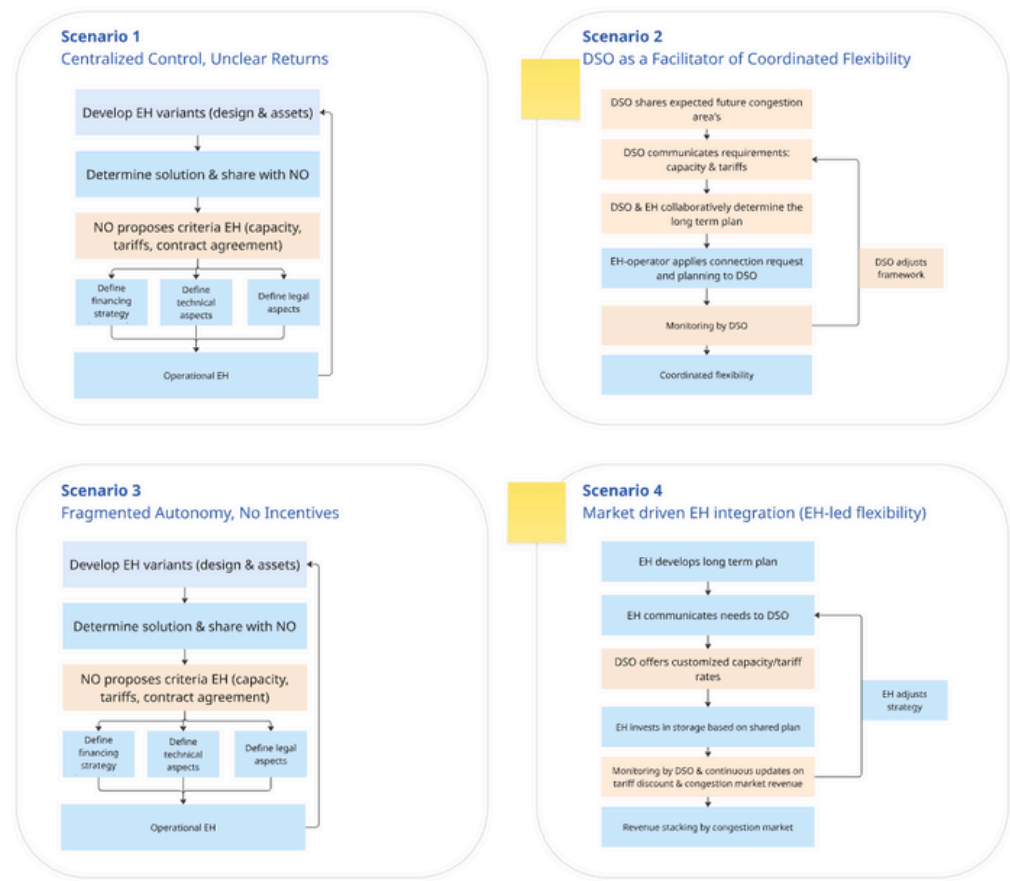 Scenario 1
Centralized Control, Unclear Returns
Develop EH variants (design & assets)
Determine solution & share with NO
NO proposes criteria EH (capacity,
tariffs, contract agreement)
Define
financing
strategy
Define
technical
aspects
Define legal
aspects
Operational EH
Scenario 2
DSO as a Facilitator of Coordinated Flexibility
DSO shares expected future congestion
area's
DSO communicates requirements:
capacity & tariffs
DSO & EH collaboratively determine the
long term plan
EH-operator applies connection request
and planning to DSO
DSO adjusts
framework
Monitoring by DSO
Coordinated flexibility
Scenario 3
Fragmented Autonomy, No Incentives
Develop EH variants (design & assets)
Determine solution & share with NO
NO proposes criteria EH (capacity,
tariffs, contract agreement)
Define
financing
strategy
Define
technical
aspects
Define legal
aspects
Operational EH
Scenario 4
Market driven EH integration (EH-led flexibility)
EH develops long term plan
EH communicates needs to DSO
DSO offers customized capacity/tariff
rates
EH adjusts
strategy
EH invests in storage based on shared plan
Monitoring by DSO & continuous updates on
tariff discount & congestion market revenue
Revenue stacking by congestion market